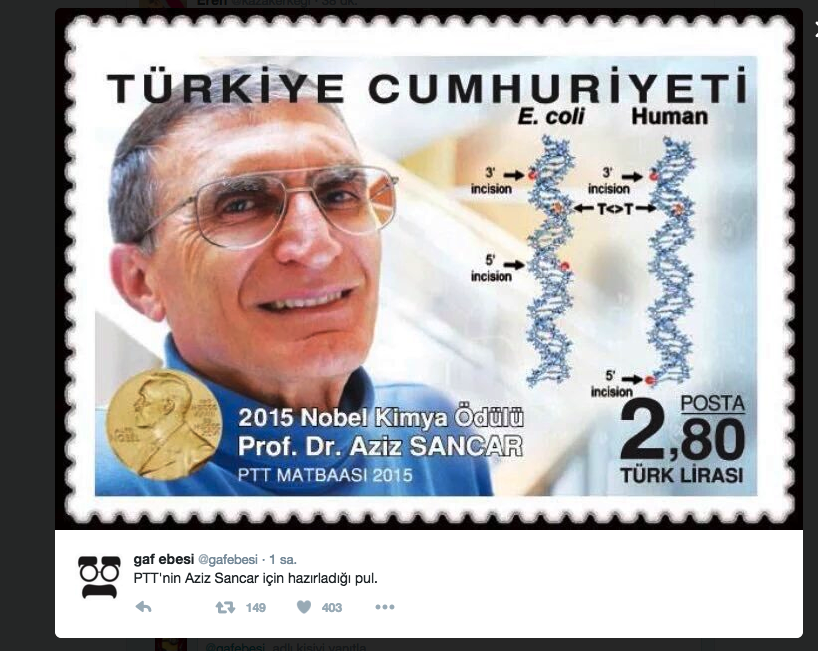 TÜRKİYE CUMHURİYETİ
E. coli Human
3' incision
3' incision
T<>T
5' incision
5' incision
2015 Nobel Kimya Ödülü
Prof. Dr. Aziz SANCAR
PTT MATBAASI 2015
POSTA
2,80
TÜRK LİRASI
gaf ebesi @gafebesi · 1 sa.
PTT'nin Aziz Sancar için hazırladığı pul.
149 403